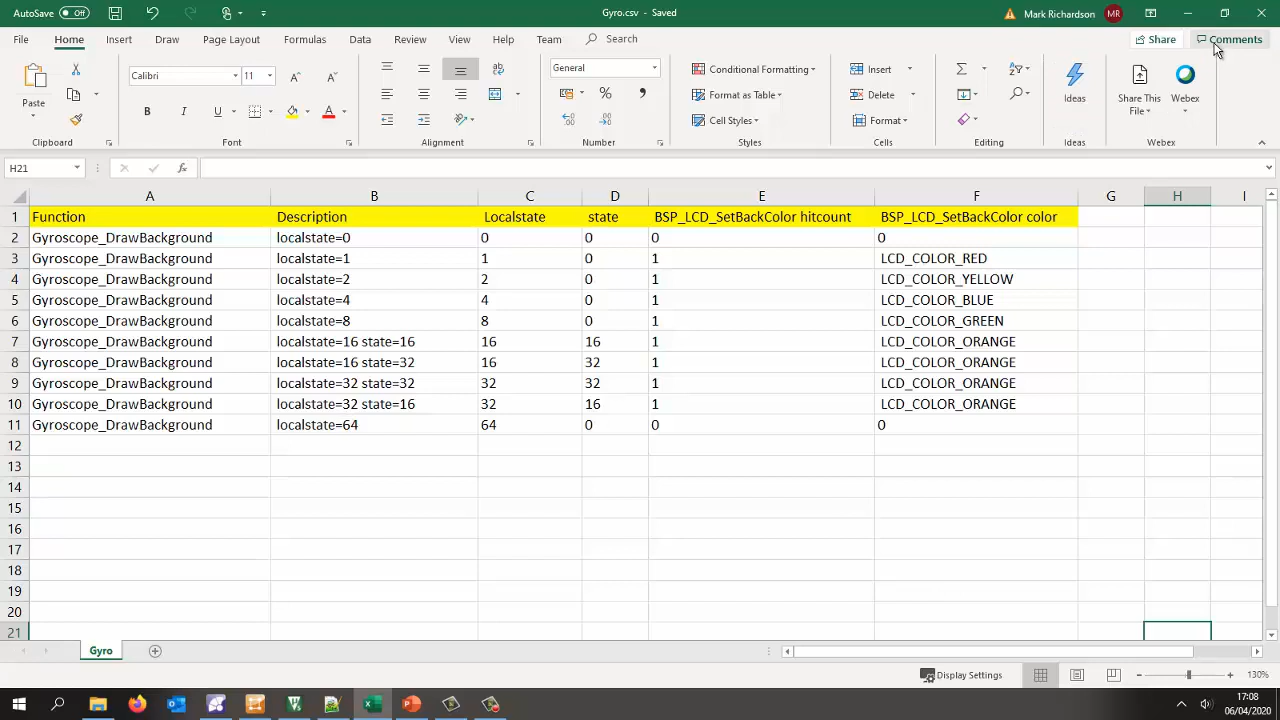 AutoSave Off Gyro.csv - Saved Mark Richardson MR
File Home Insert Draw Page Layout Formulas Data Review View Help Team Search Share Comments
Paste Calibri 11 General Conditional Formatting Format as Table Cell Styles Insert Delete Format Ideas Share This File Webex
Clipboard Font Alignment Number Styles Cells Editing Ideas Webex
H21 fx
A B C D E F G H I
1 Function Description Localstate state BSP_LCD_SetBackColor hitcount BSP_LCD_SetBackColor color
2 Gyroscope_DrawBackground localstate=0 0 0 0 0
3 Gyroscope_DrawBackground localstate=1 1 0 1 LCD_COLOR_RED
4 Gyroscope_DrawBackground localstate=2 2 0 1 LCD_COLOR_YELLOW
5 Gyroscope_DrawBackground localstate=4 4 0 1 LCD_COLOR_BLUE
6 Gyroscope_DrawBackground localstate=8 8 0 1 LCD_COLOR_GREEN
7 Gyroscope_DrawBackground localstate=16 state=16 16 16 1 LCD_COLOR_ORANGE
8 Gyroscope_DrawBackground localstate=16 state=32 16 32 1 LCD_COLOR_ORANGE
9 Gyroscope_DrawBackground localstate=32 state=32 32 32 1 LCD_COLOR_ORANGE
10 Gyroscope_DrawBackground localstate=32 state=16 32 16 1 LCD_COLOR_ORANGE
11 Gyroscope_DrawBackground localstate=64 64 0 0 0
12
13
14
15
16
17
18
19
20
21
Gyro
Display Settings 130%
17:08
06/04/2020